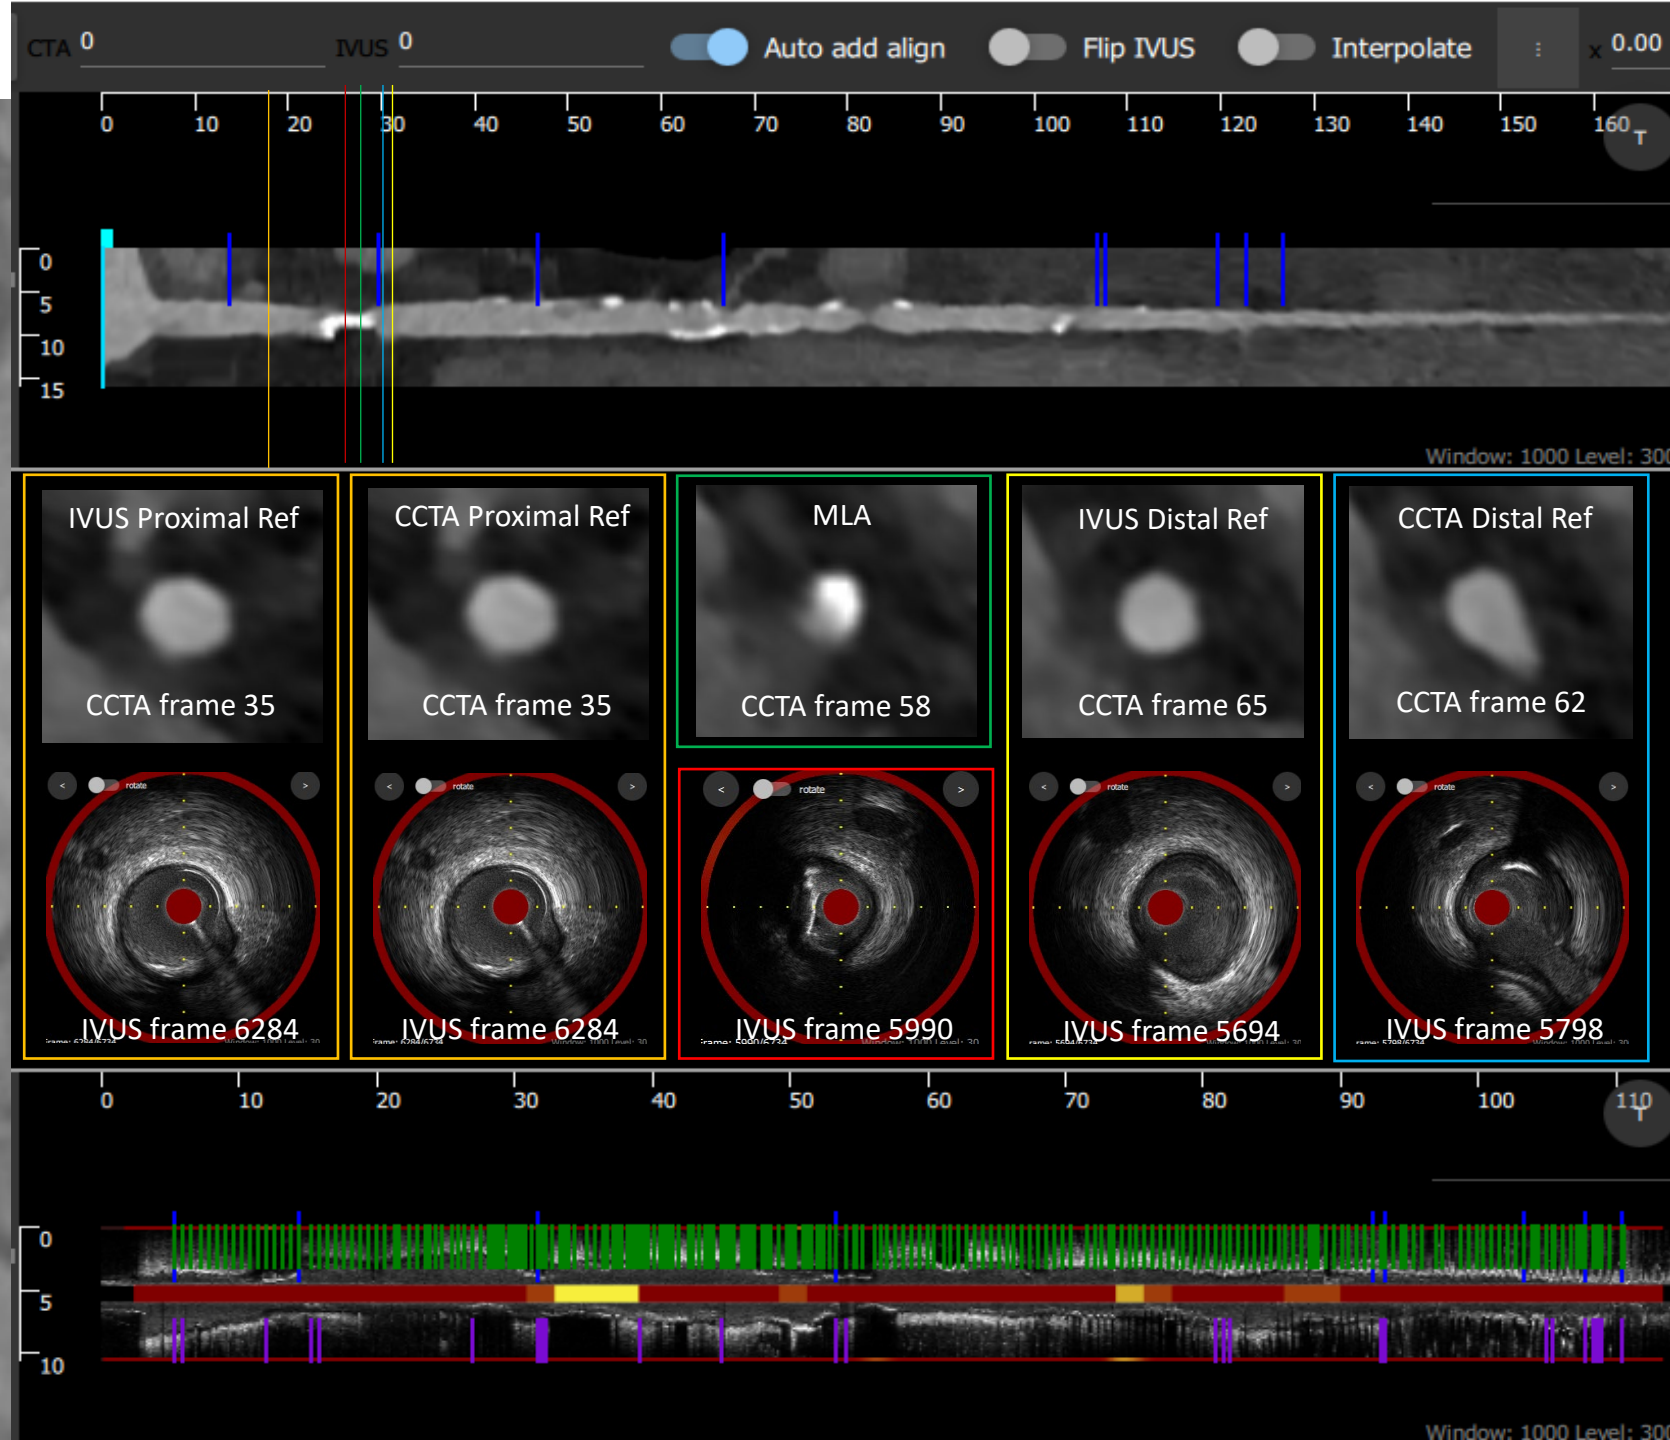 CTA 0 IVUS 0 Auto add align Flip IVUS Interpolate x 0.00
0 10 20 30 40 50 60 70 80 90 100 110 120 130 140 150 160 T
0
5
10
15
Window: 1000 Level: 300
IVUS Proximal Ref CCTA Proximal Ref MLA IVUS Distal Ref CCTA Distal Ref
CCTA frame 35 CCTA frame 35 CCTA frame 58 CCTA frame 65 CCTA frame 62
< rotate > < rotate > < rotate > < rotate > < rotate >
IVUS frame 6284 IVUS frame 6284 IVUS frame 5990 IVUS frame 5694 IVUS frame 5798
0 10 20 30 40 50 60 70 80 90 100 110 T
0
5
10
Window: 1000 Level: 300